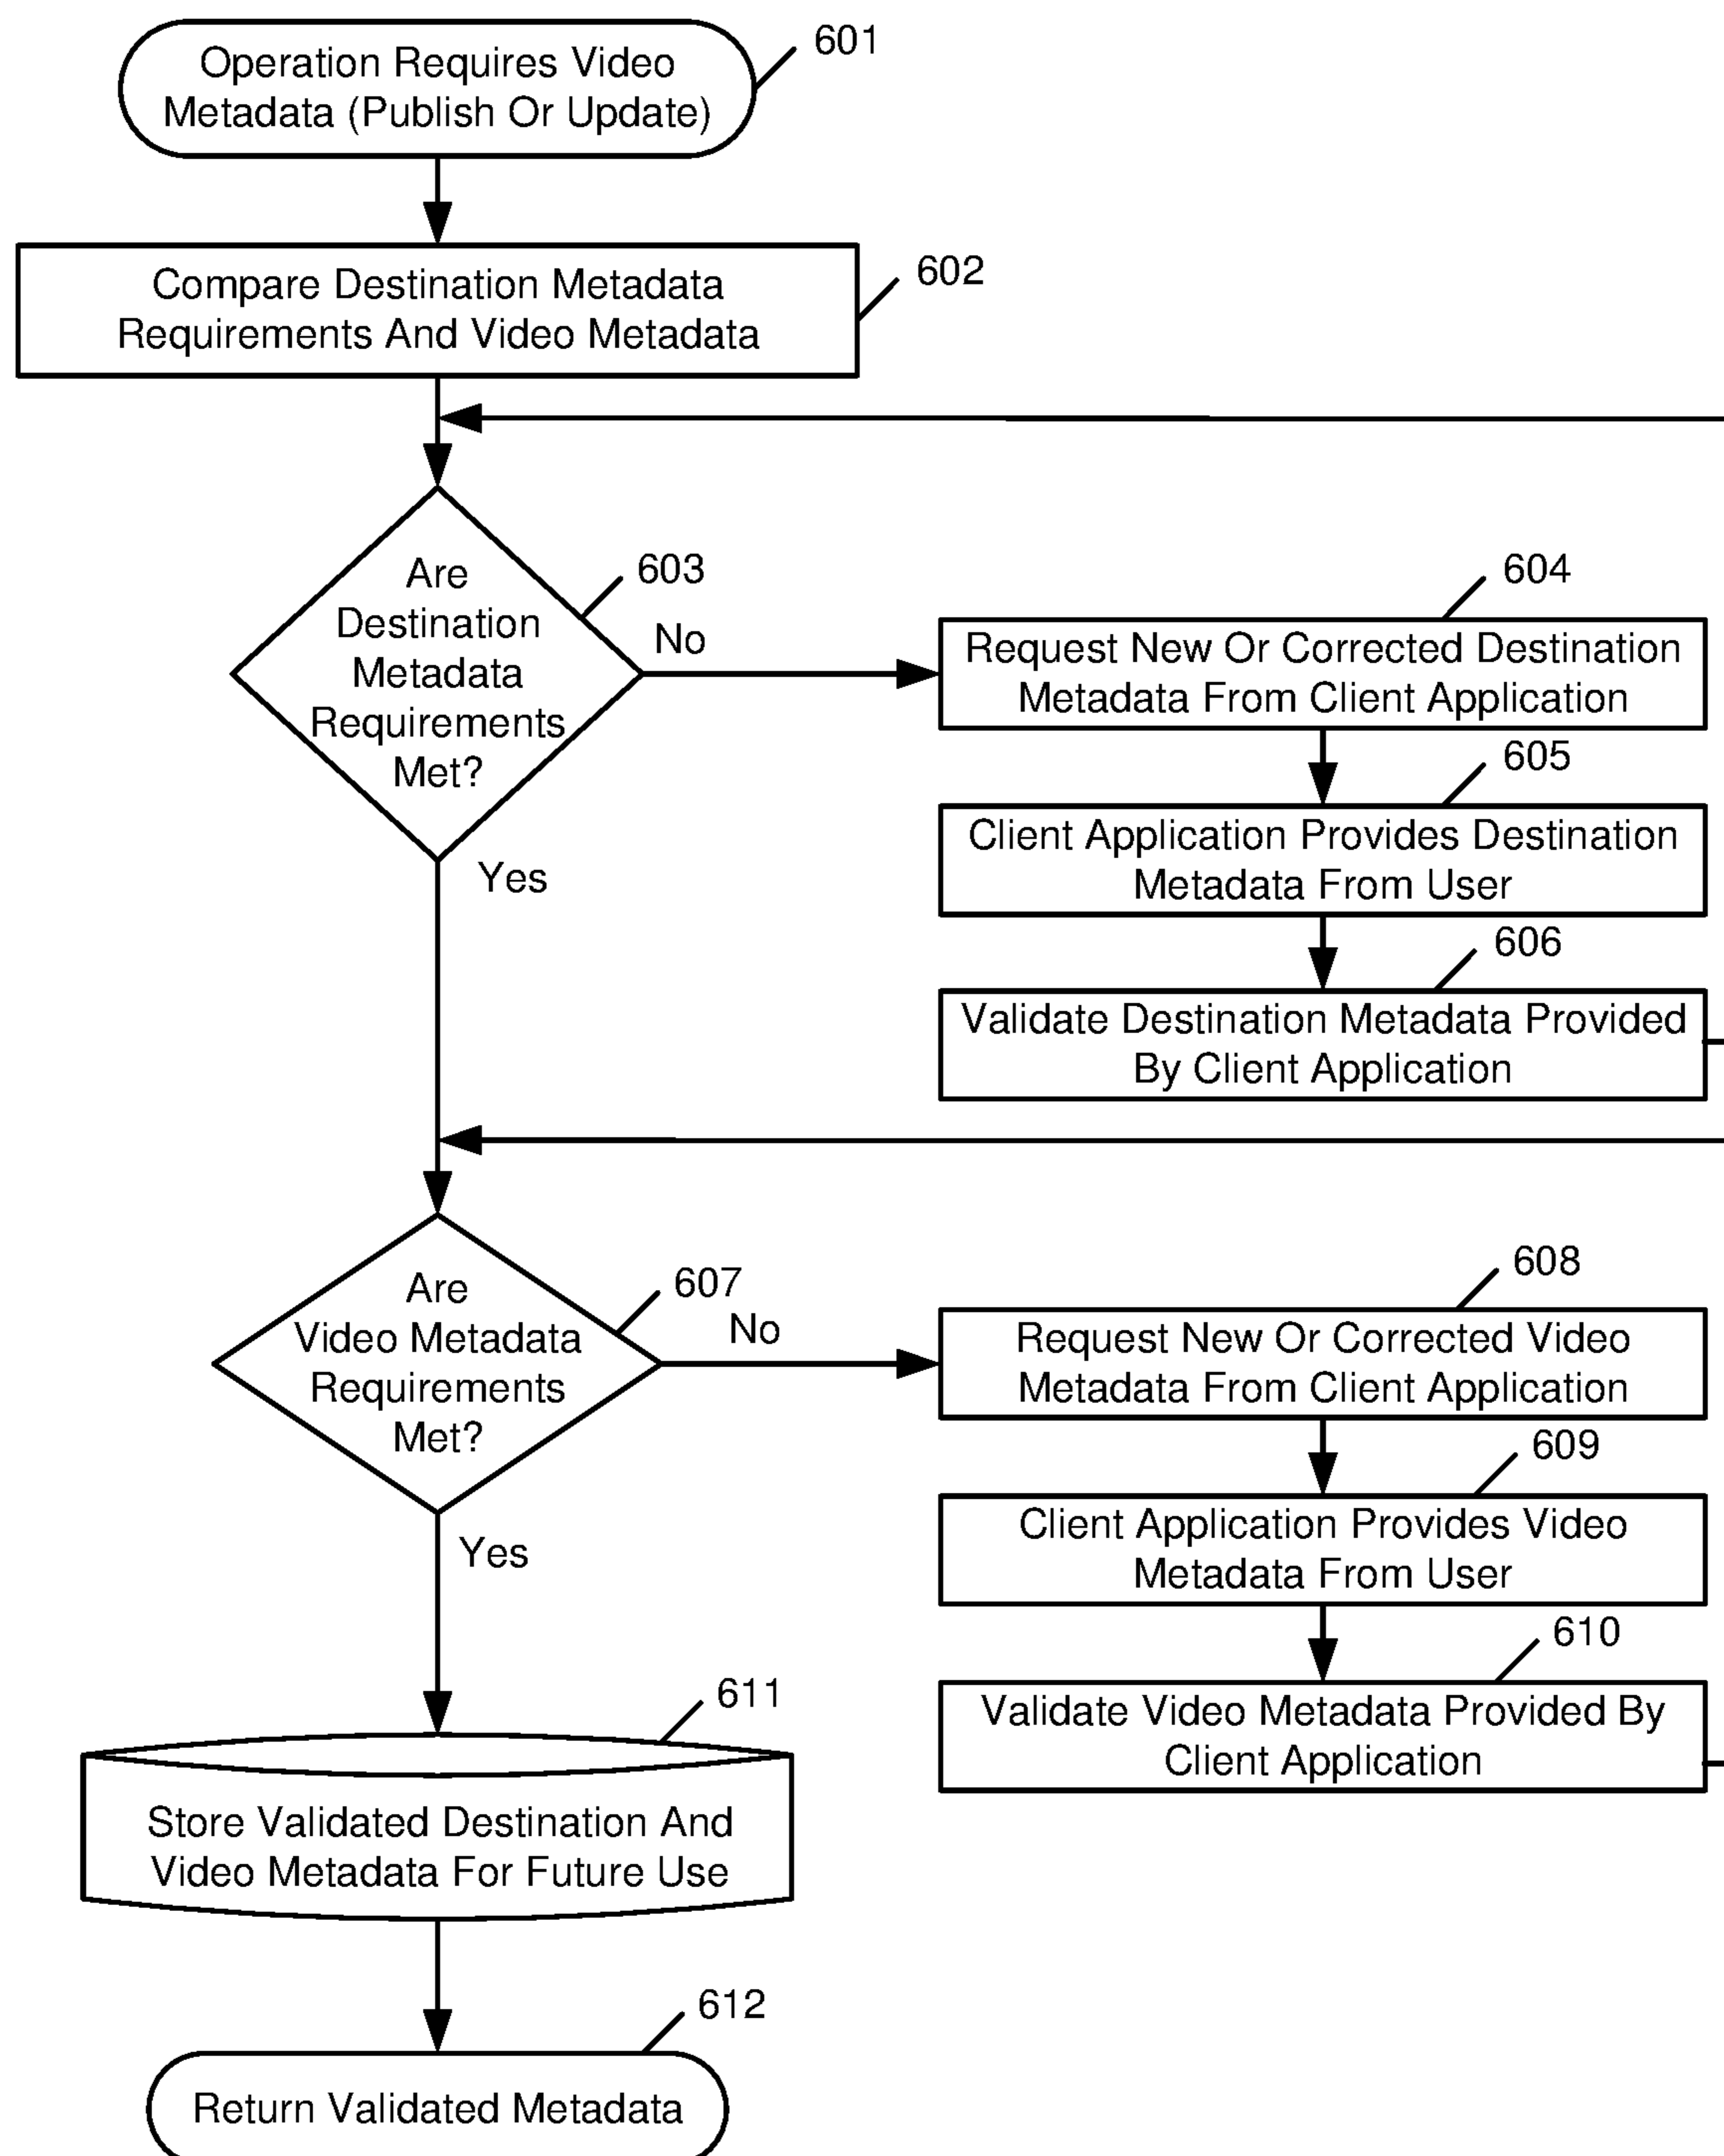 Operation Requires Video
Metadata (Publish Or Update)
601
Compare Destination Metadata
Requirements And Video Metadata
602
Are
Destination
Metadata
Requirements
Met?
603
No
Yes
Request New Or Corrected Destination
Metadata From Client Application
604
Client Application Provides Destination
Metadata From User
605
Validate Destination Metadata Provided
By Client Application
606
Are
Video Metadata
Requirements
Met?
607
No
Yes
Request New Or Corrected Video
Metadata From Client Application
608
Client Application Provides Video
Metadata From User
609
Validate Video Metadata Provided By
Client Application
610
Store Validated Destination And
Video Metadata For Future Use
611
Return Validated Metadata
612